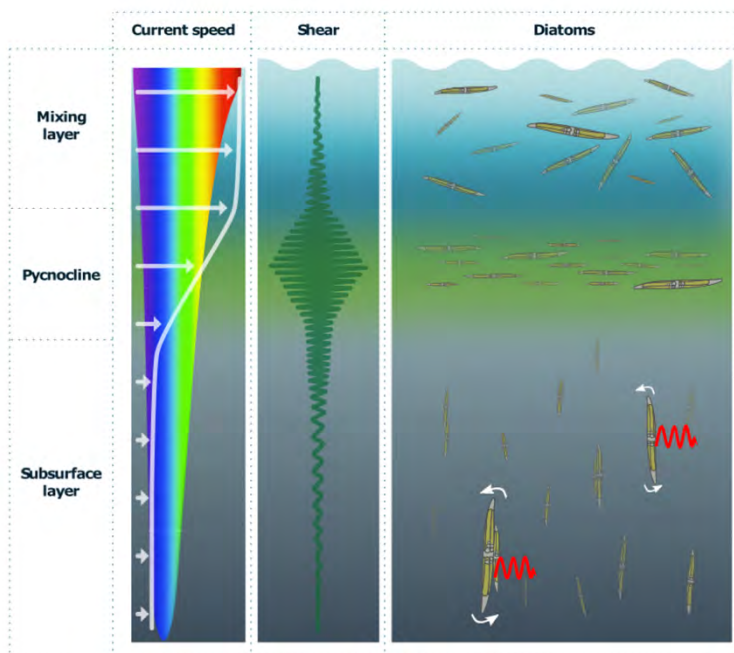 Current speed
Shear
Diatoms
Mixing
layer
Pycnocline
Subsurface
layer